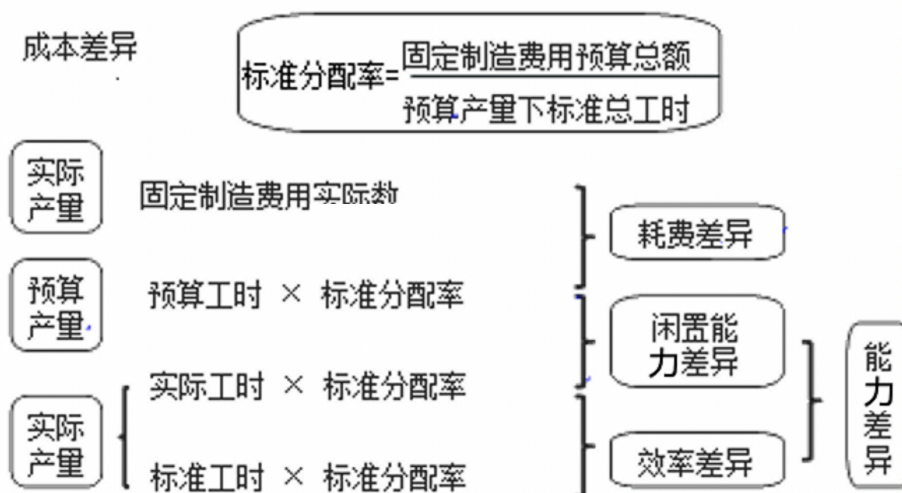 成本差异
标准分配率=固定制造费用预算总额
预算产量下标准总工时
实际
产量
固定制造费用实际数
耗费差异
预算
产量
预算工时 × 标准分配率
闲置能
力差异
实际工时 × 标准分配率
能
力
差
异
实际
产量
效率差异
标准工时 × 标准分配率